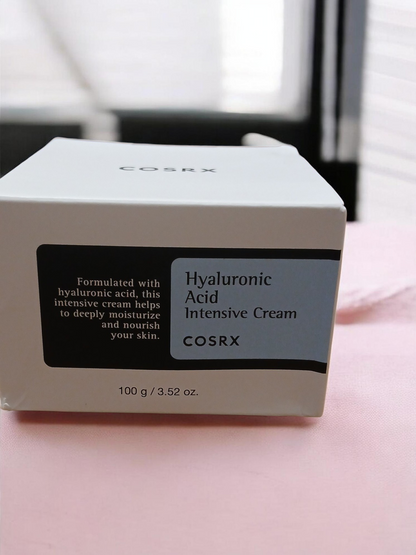 COSRX
Formulated with
hyaluronic acid, this
intensive cream helps
to deeply moisturize
and nourish
your skin.
Hyaluronic
Acid
Intensive Cream
COSRX
100 g / 3.52 oz.